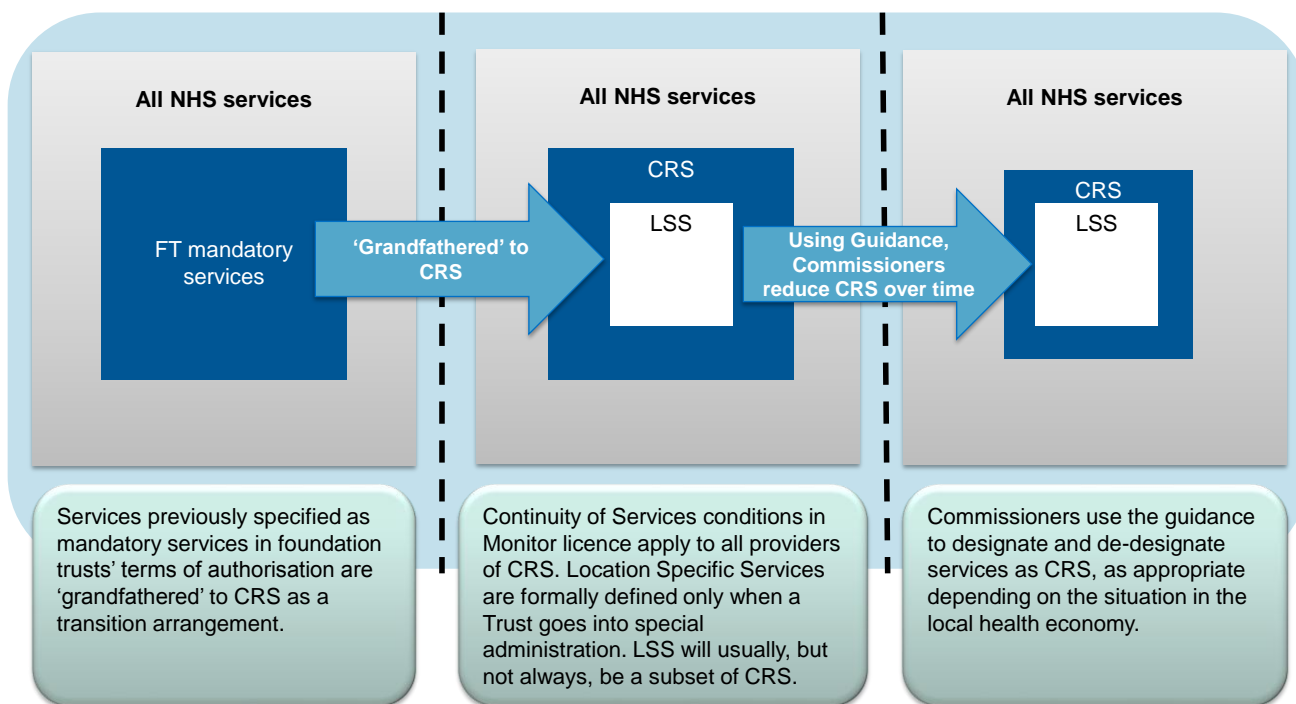 All NHS services
FT mandatory
services
‘Grandfathered’ to
CRS
All NHS services
CRS
LSS
Using Guidance,
Commissioners
reduce CRS over time
All NHS services
CRS
LSS
Services previously specified as
mandatory services in foundation
trusts’ terms of authorisation are
‘grandfathered’ to CRS as a
transition arrangement.
Continuity of Services conditions in
Monitor licence apply to all providers
of CRS. Location Specific Services
are formally defined only when a
Trust goes into special
administration. LSS will usually, but
not always, be a subset of CRS.
Commissioners use the guidance
to designate and de-designate
services as CRS, as appropriate
depending on the situation in the
local health economy.